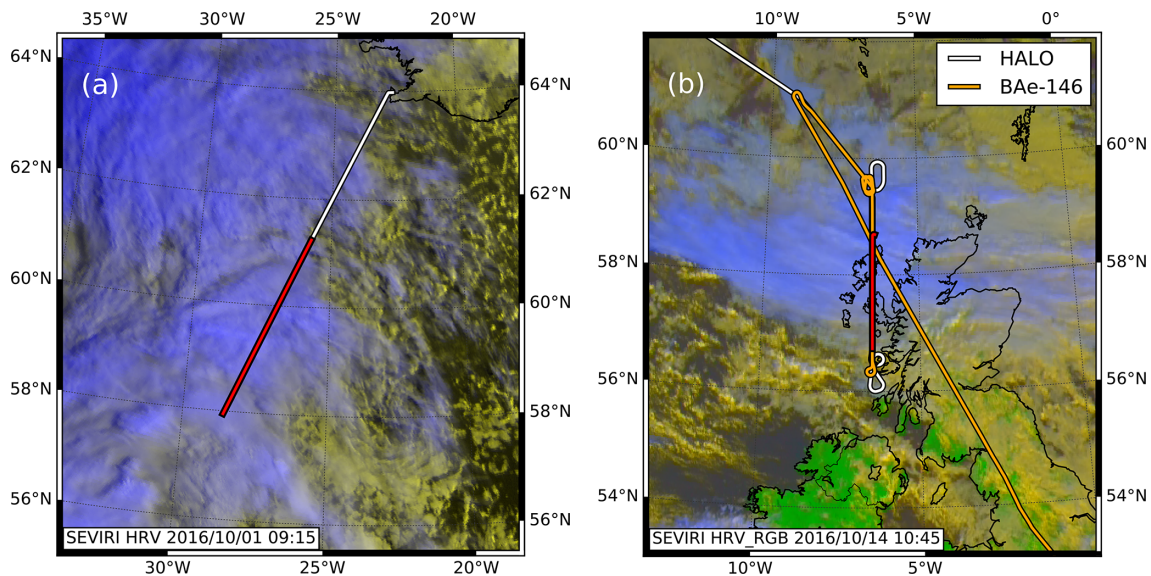 35°W 30°W 25°W 20°W
10°W 5°W 0°
64°N
(a)
64°N
62°N
62°N
60°N
60°N
58°N
58°N
56°N
56°N
SEVIRI HRV 2016/10/01 09:15
30°W 25°W 20°W
(b)
HALO
BAe-146
60°N
60°N
58°N
58°N
56°N
56°N
54°N
54°N
SEVIRI HRV_RGB 2016/10/14 10:45
10°W 5°W 0°